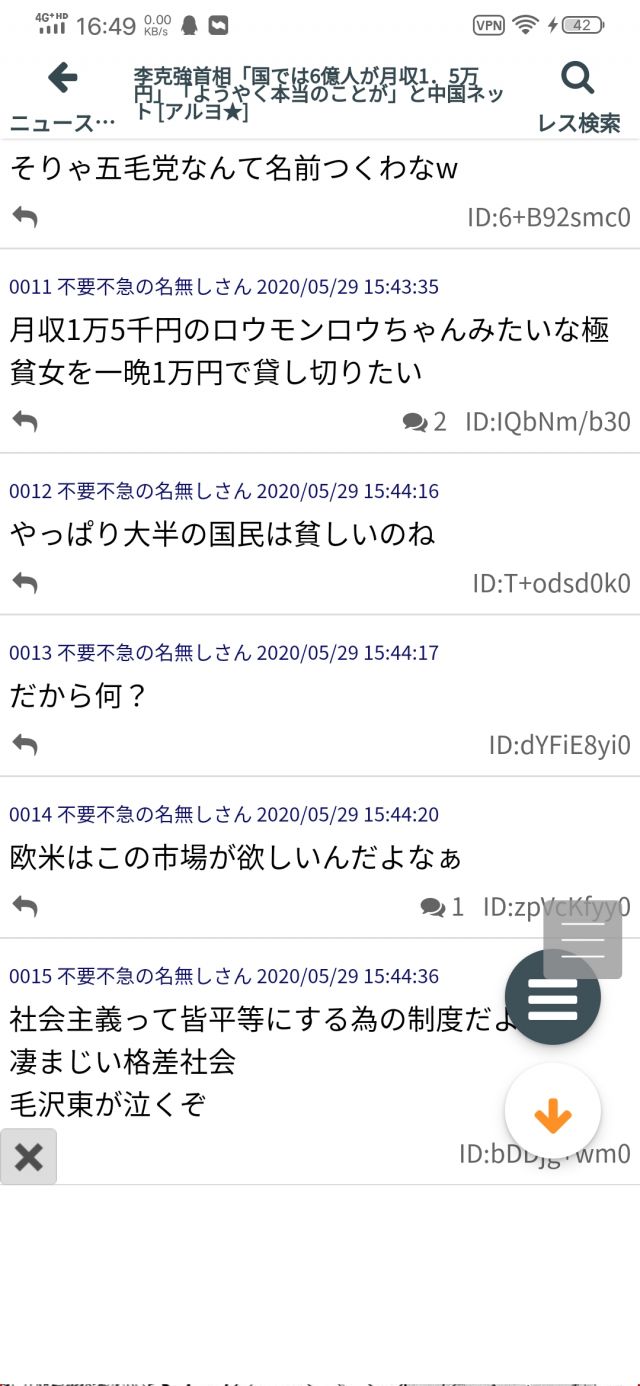 4G+HD 16:49 0.00 KB/s VPN 42
李克強首相「国では6億人が月収1．5万
円」「ようやく本当のことが」と中国ネッ
ト [アルヨ★]
ニュース… レス検索
そりゃ五毛党なんて名前つくわなw
ID:6+B92smc0
0011 不要不急の名無しさん 2020/05/29 15:43:35
月収1万5千円のロウモンロウちゃんみたいな極
貧女を一晩1万円で貸し切りたい
2 ID:IQbNm/b30
0012 不要不急の名無しさん 2020/05/29 15:44:16
やっぱり大半の国民は貧しいのね
ID:T+odsd0k0
0013 不要不急の名無しさん 2020/05/29 15:44:17
だから何？
ID:dYFiE8yi0
0014 不要不急の名無しさん 2020/05/29 15:44:20
欧米はこの市場が欲しいんだよなぁ
1 ID:zpVcKfyy0
0015 不要不急の名無しさん 2020/05/29 15:44:36
社会主義って皆平等にする為の制度だよ
凄まじい格差社会
毛沢東が泣くぞ